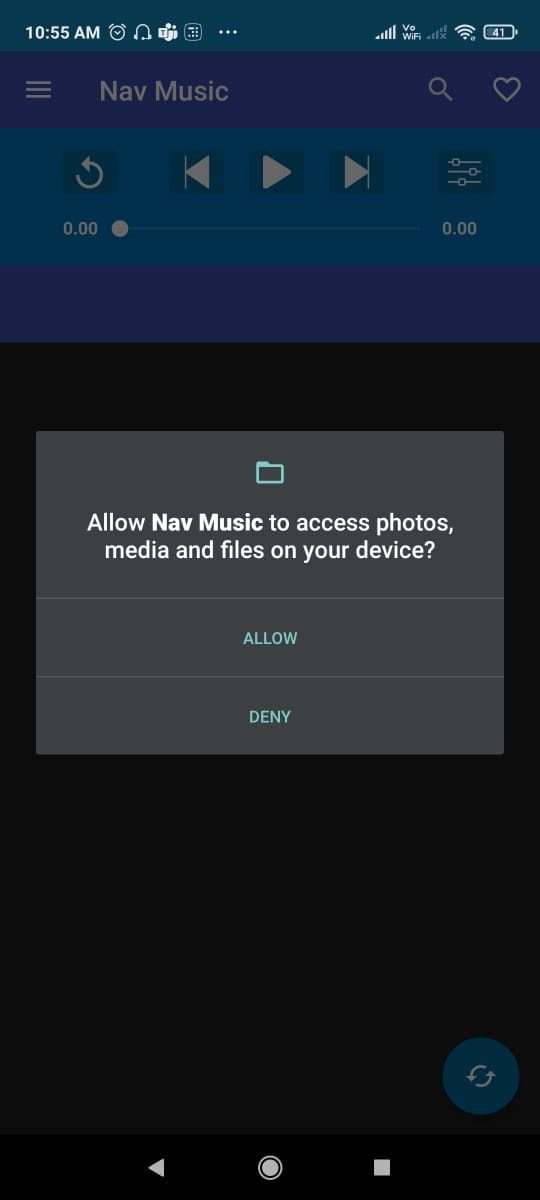 10:55 AM
Vo
WiFi
41
Nav Music
0.00
0.00
Allow Nav Music to access photos,
media and files on your device?
ALLOW
DENY